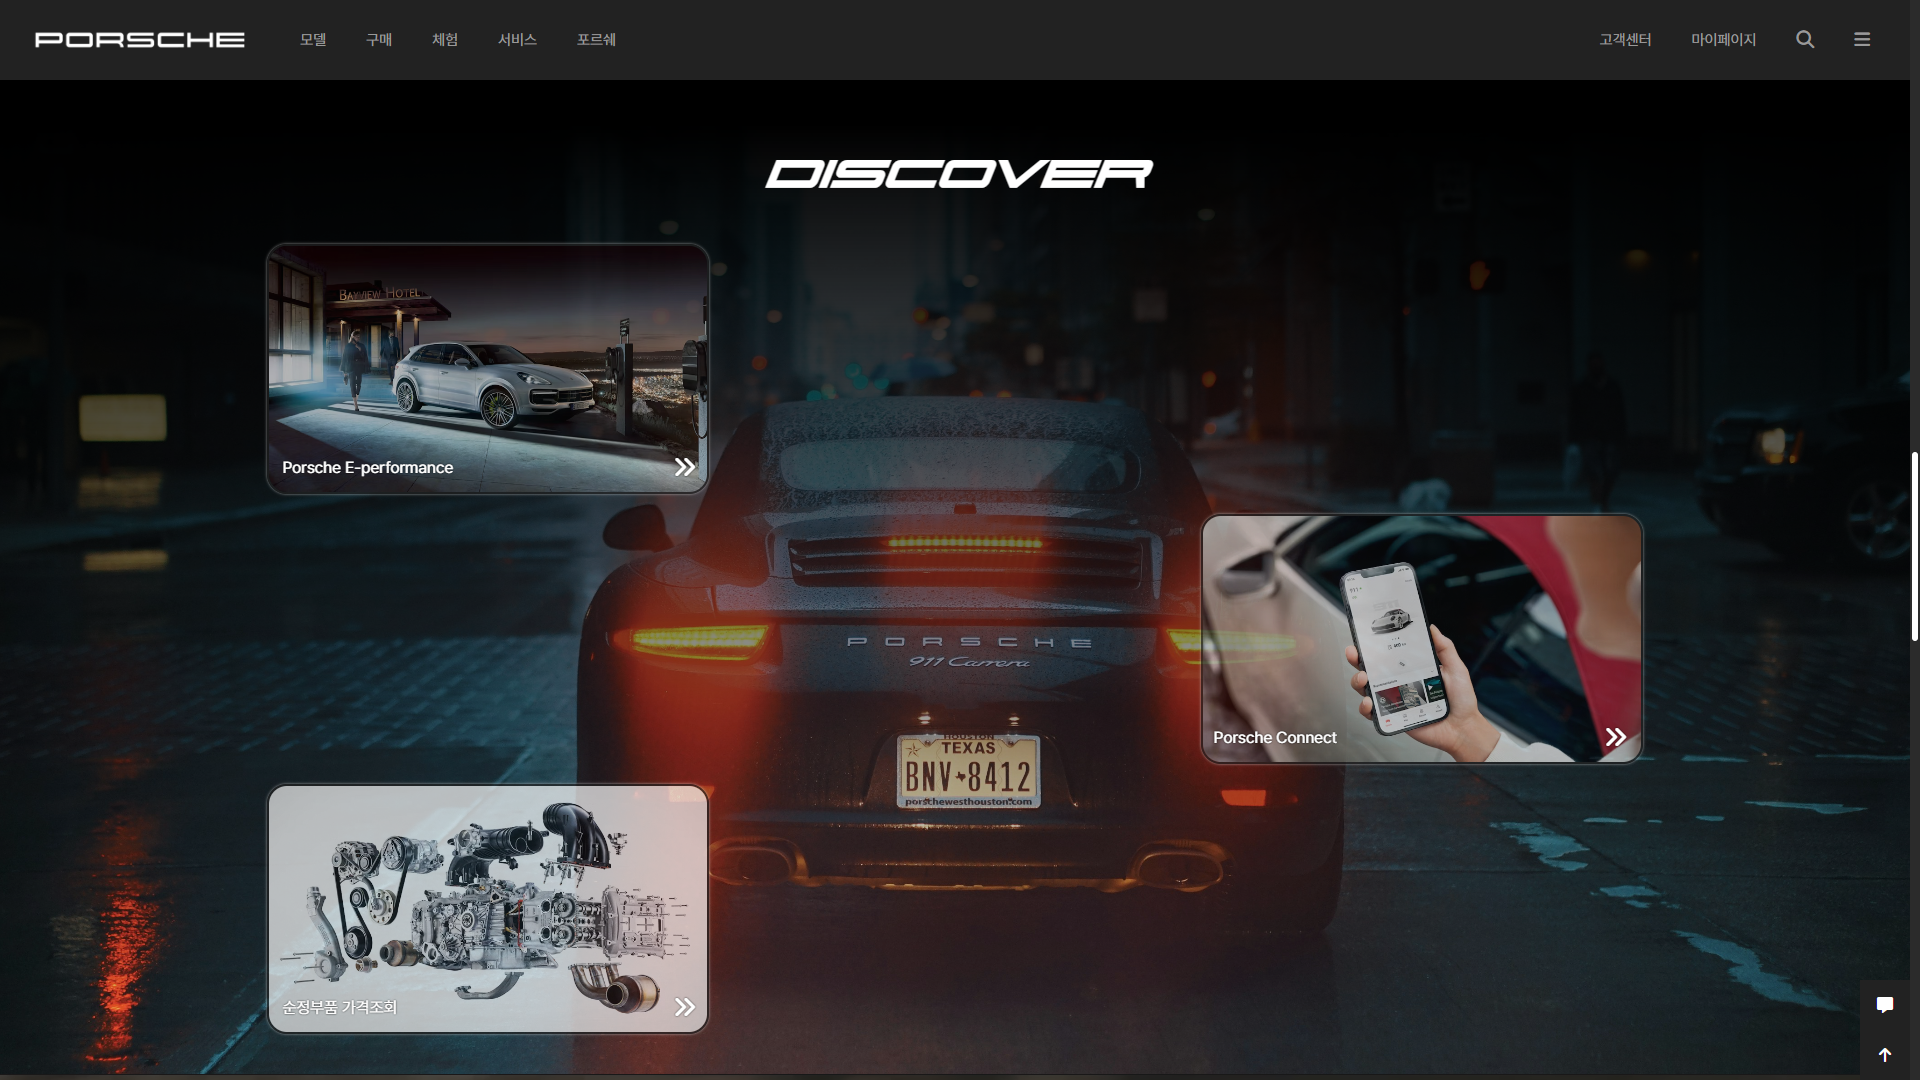 PORSCHE
모델
구매
체험
서비스
포르쉐
고객센터
마이페이지
DISCOVER
BAYVIEW HOTEL
Porsche E-performance
PORSCHE
911 Carrera
HOUSTON
TEXAS
BNV 8412
porschewesthouston.com
Porsche Connect
순정부품 가격조회